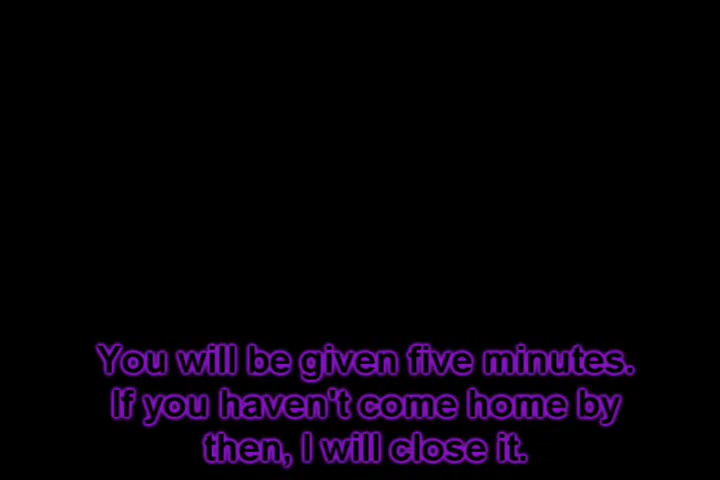 You will be given five minutes.
If you haven't come home by
then, I will close it.